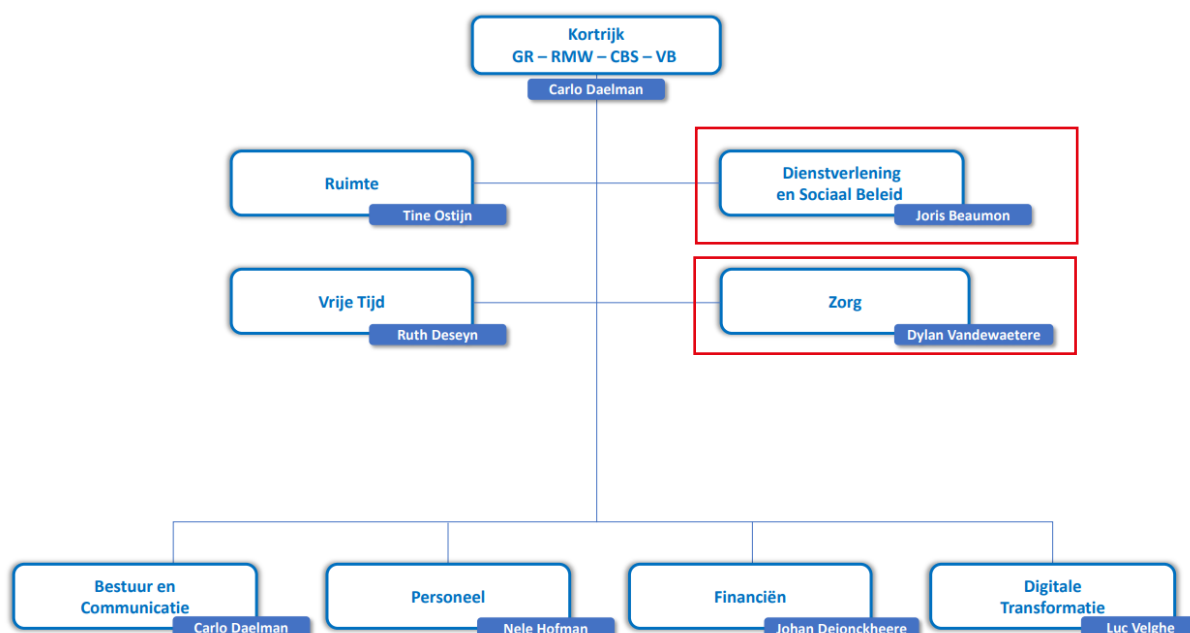 Kortrijk
GR – RMW – CBS – VB
Carlo Daelman
Ruimte
Tine Ostijn
Dienstverlening
en Sociaal Beleid
Joris Beaumon
Vrije Tijd
Ruth Deseyn
Zorg
Dylan Vandewaetere
Bestuur en
Communicatie
Carlo Daelman
Personeel
Nele Hofman
Financiën
Johan Dejonckheere
Digitale
Transformatie
Luc Velghe